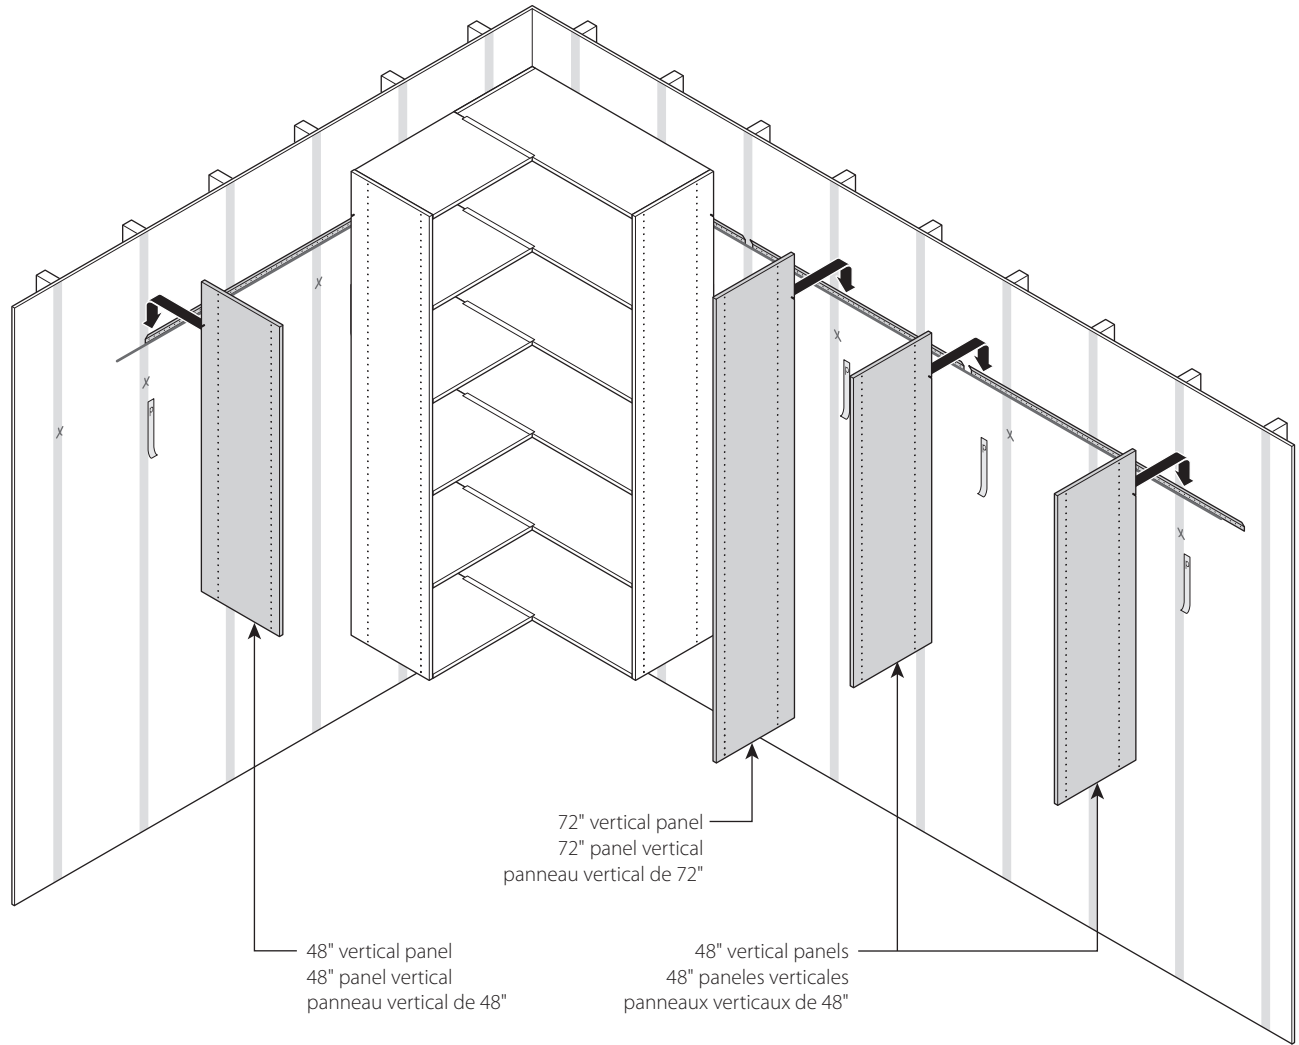 72" vertical panel
72" panel vertical
panneau vertical de 72"
48" vertical panel
48" panel vertical
panneau vertical de 48"
48" vertical panels
48" paneles verticales
panneaux verticaux de 48"